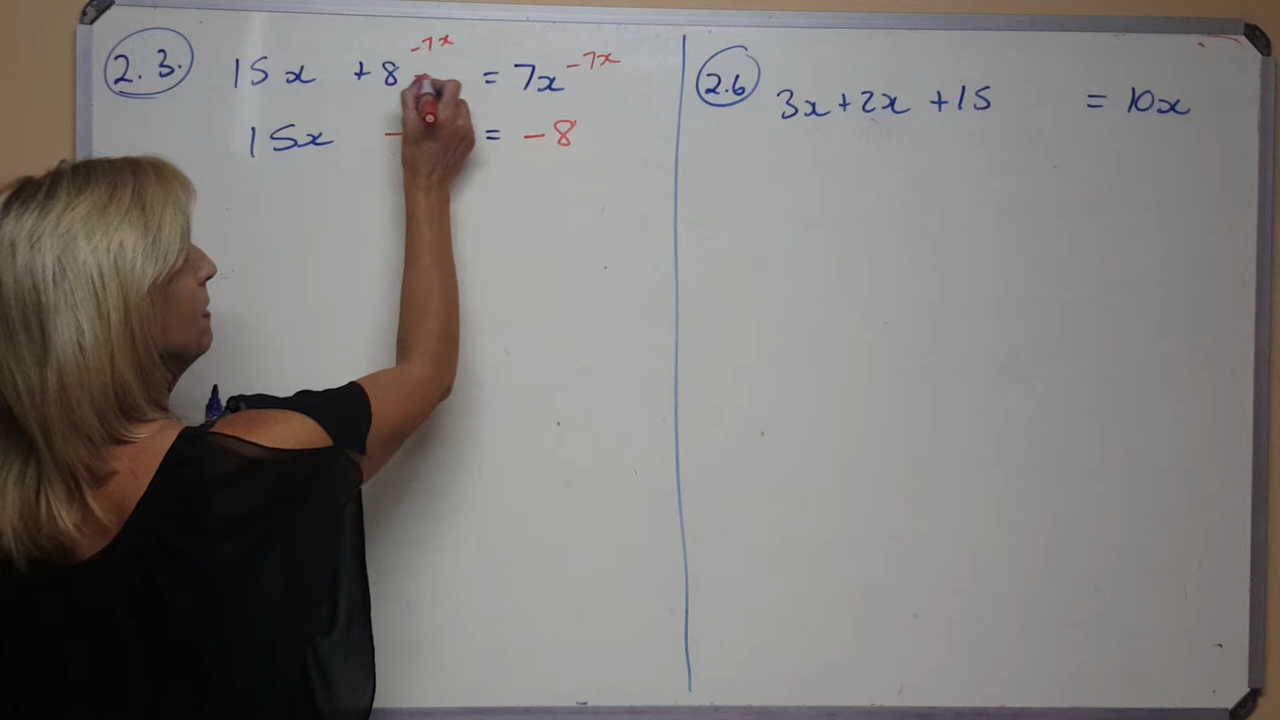 2.3. 15x + 8 -7x = 7x -7x
15x - = -8
2.6 3x + 2x + 15 = 10x